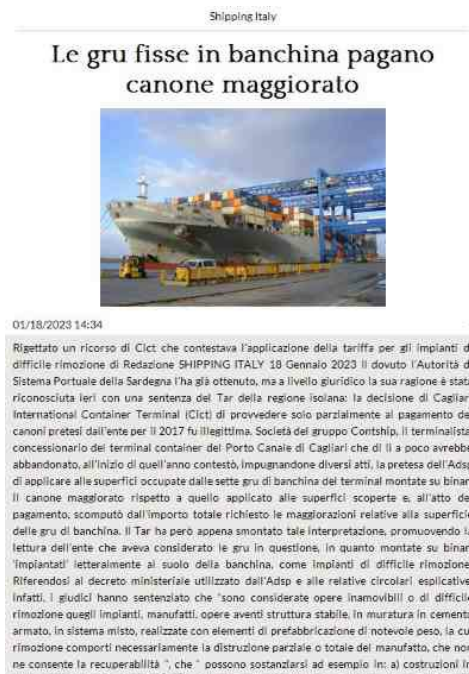 Shipping Italy
Le gru fisse in banchina pagano
canone maggiorato
01/18/2023 14:34
Rigettato un ricorso di Cict che contestava l'applicazione della tariffa per gli impianti d
difficile rimozione di Redazione SHIPPING ITALY 18 Gennaio 2023 Il dovuto l'Autorità d
Sistema Portuale della Sardegna l'ha già ottenuto, ma a livello giuridico la sua ragione è stata
riconosciuta ieri con una sentenza del Tar della regione isolana: la decisione di Cagliar
International Container Terminal (Cict) di provvedere solo parzialmente al pagamento de
canoni pretesi dall'ente per il 2017 fu illegittima. Società del gruppo Contship, il terminalista
concessionario del terminal container del Porto Canale di Cagliari che di lì a poco avrebbe
abbandonato, all'inizio di quell'anno contestò, impugnandone diversi atti, la pretesa dell'Adsp
di applicare alle superfici occupate dalle sette gru di banchina del terminal montate su binar
il canone maggiorato rispetto a quello applicato alle superfici scoperte e, all'atto de
pagamento, scomputò dall'importo totale richiesto le maggiorazioni relative alla superficie
delle gru di banchina. Il Tar ha però appena smontato tale interpretazione, promuovendo la
lettura dell'ente che aveva considerato le gru in questione, in quanto montate su binar
'impiantati' letteralmente al suolo della banchina, come impianti di difficile rimozione.
Riferendosi al decreto ministeriale utilizzato dall'Adsp e alle relative circolari esplicative
infatti, i giudici hanno sentenziato che "sono considerate opere inamovibili o di difficile
rimozione quegli impianti, manufatti, opere aventi struttura stabile, in muratura in cemento
armato, in sistema misto, realizzate con elementi di prefabbricazione di notevole peso, la cu
rimozione comporti necessariamente la distruzione parziale o totale del manufatto, che non
ne consente la recuperabilità ", che " possono sostanziarsi ad esempio in: a) costruzioni in